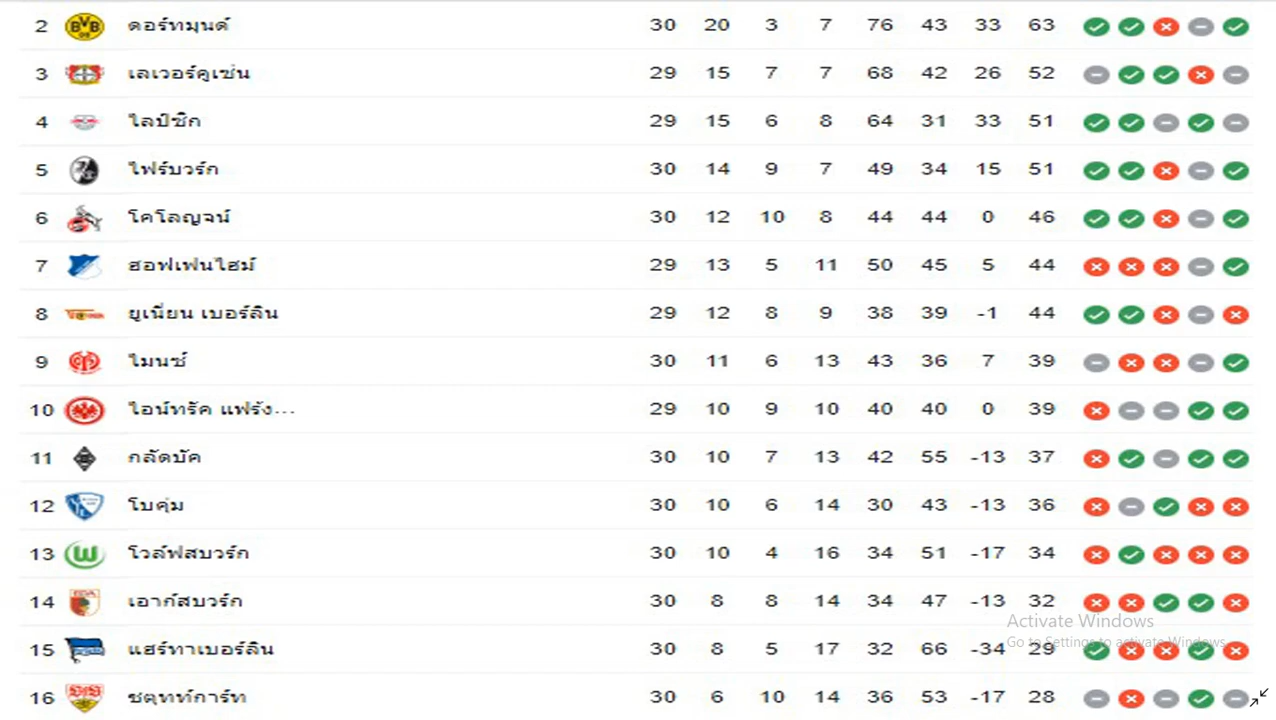 2 ดอร์ทมุนด์ 30 20 3 7 76 43 33 63
3 เลเวอร์คูเซ่น 29 15 7 7 68 42 26 52
4 ไลป์ซิก 29 15 6 8 64 31 33 51
5 ไฟร์บวร์ก 30 14 9 7 49 34 15 51
6 โคโลญจน์ 30 12 10 8 44 44 0 46
7 ฮอฟเฟนไฮม์ 29 13 5 11 50 45 5 44
8 ยูเนี่ยน เบอร์ลิน 29 12 8 9 38 39 -1 44
9 ไมนซ์ 30 11 6 13 43 36 7 39
10 ไอน์ทรัค แฟรัง... 29 10 9 10 40 40 0 39
11 กลัดบัค 30 10 7 13 42 55 -13 37
12 โบคุ่ม 30 10 6 14 30 43 -13 36
13 โวล์ฟสบวร์ก 30 10 4 16 34 51 -17 34
14 เอาก์สบวร์ก 30 8 8 14 34 47 -13 32
Activate Windows
Go to Settings to activate Windows.
15 แฮร์ทาเบอร์ลิน 30 8 5 17 32 66 -34 29
16 ชตุทท์การ์ท 30 6 10 14 36 53 -17 28